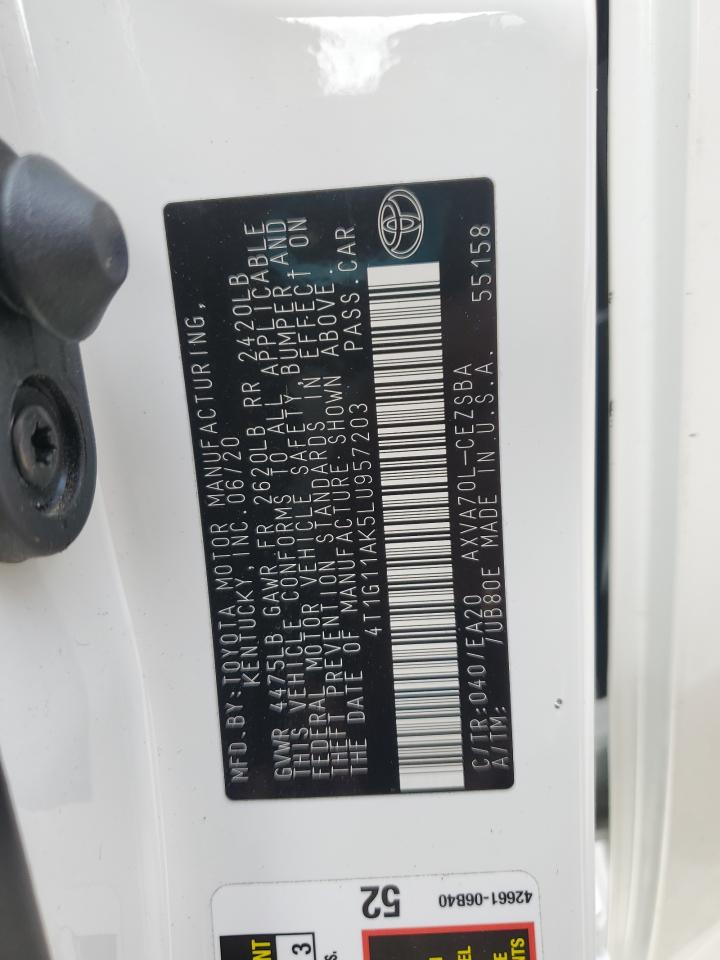 MFD.BY:TOYOTA MOTOR MANUFACTURING,
KENTUCKY, INC. 06/20
GVWR 4475LB GAWR FR 2620LB RR 2420LB
THIS VEHICLE CONFORMS TO ALL APPLICABLE
FEDERAL MOTOR VEHICLE SAFETY,BUMPER,AND
THEFT PREVENTION STANDARDS IN EFFECT ON
THE DATE OF MANUFACTURE SHOWN ABOVE.
4T1G11AK5LU957203 PASS.CAR
C/TR:040/EA20 AXVA70L-CEZSBA
A/TM: /UB80E MADE IN U.S.A. 55158
52
42661-06B40
3